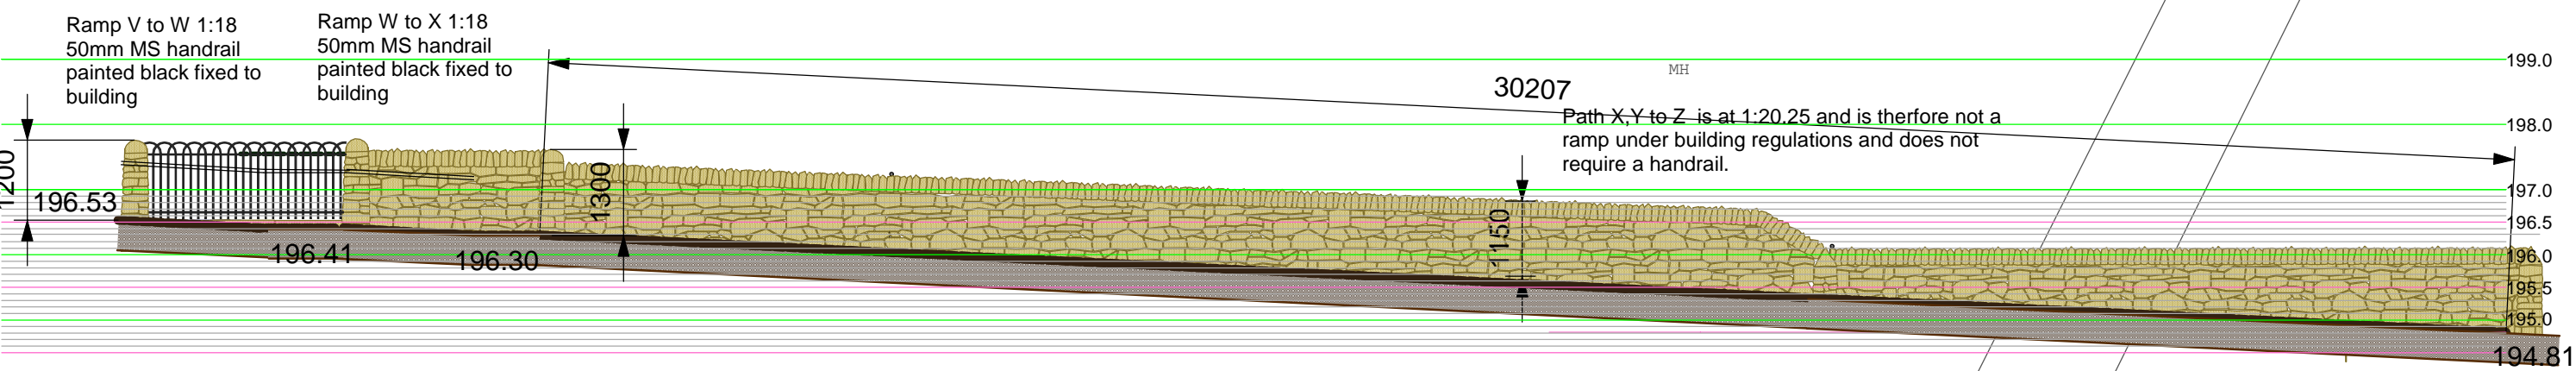 Ramp V to W 1:18
50mm MS handrail
painted black fixed to
building
Ramp W to X 1:18
50mm MS handrail
painted black fixed to
building
30207
MH
Path X,Y to Z is at 1:20.25 and is therfore not a
ramp under building regulations and does not
require a handrail.
199.0
198.0
197.0
196.5
196.0
195.5
195.0
194.81
196.53
196.41
196.30
1300
1150